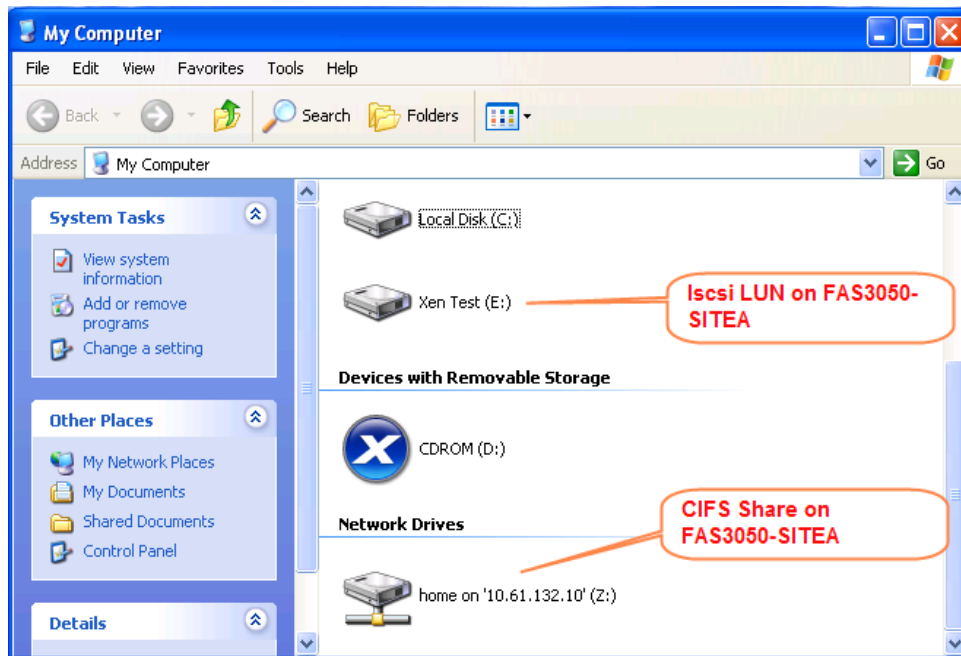 My Computer
File Edit View Favorites Tools Help
Back Search Folders
Address My Computer Go
System Tasks
View system
information
Add or remove
programs
Change a setting
Other Places
My Network Places
My Documents
Shared Documents
Control Panel
Details
Local Disk (C:)
Xen Test (E:)
Iscsi LUN on FAS3050-
SITEA
Devices with Removable Storage
X
CDROM (D:)
Network Drives
CIFS Share on
FAS3050-SITEA
home on '10.61.132.10' (Z:)